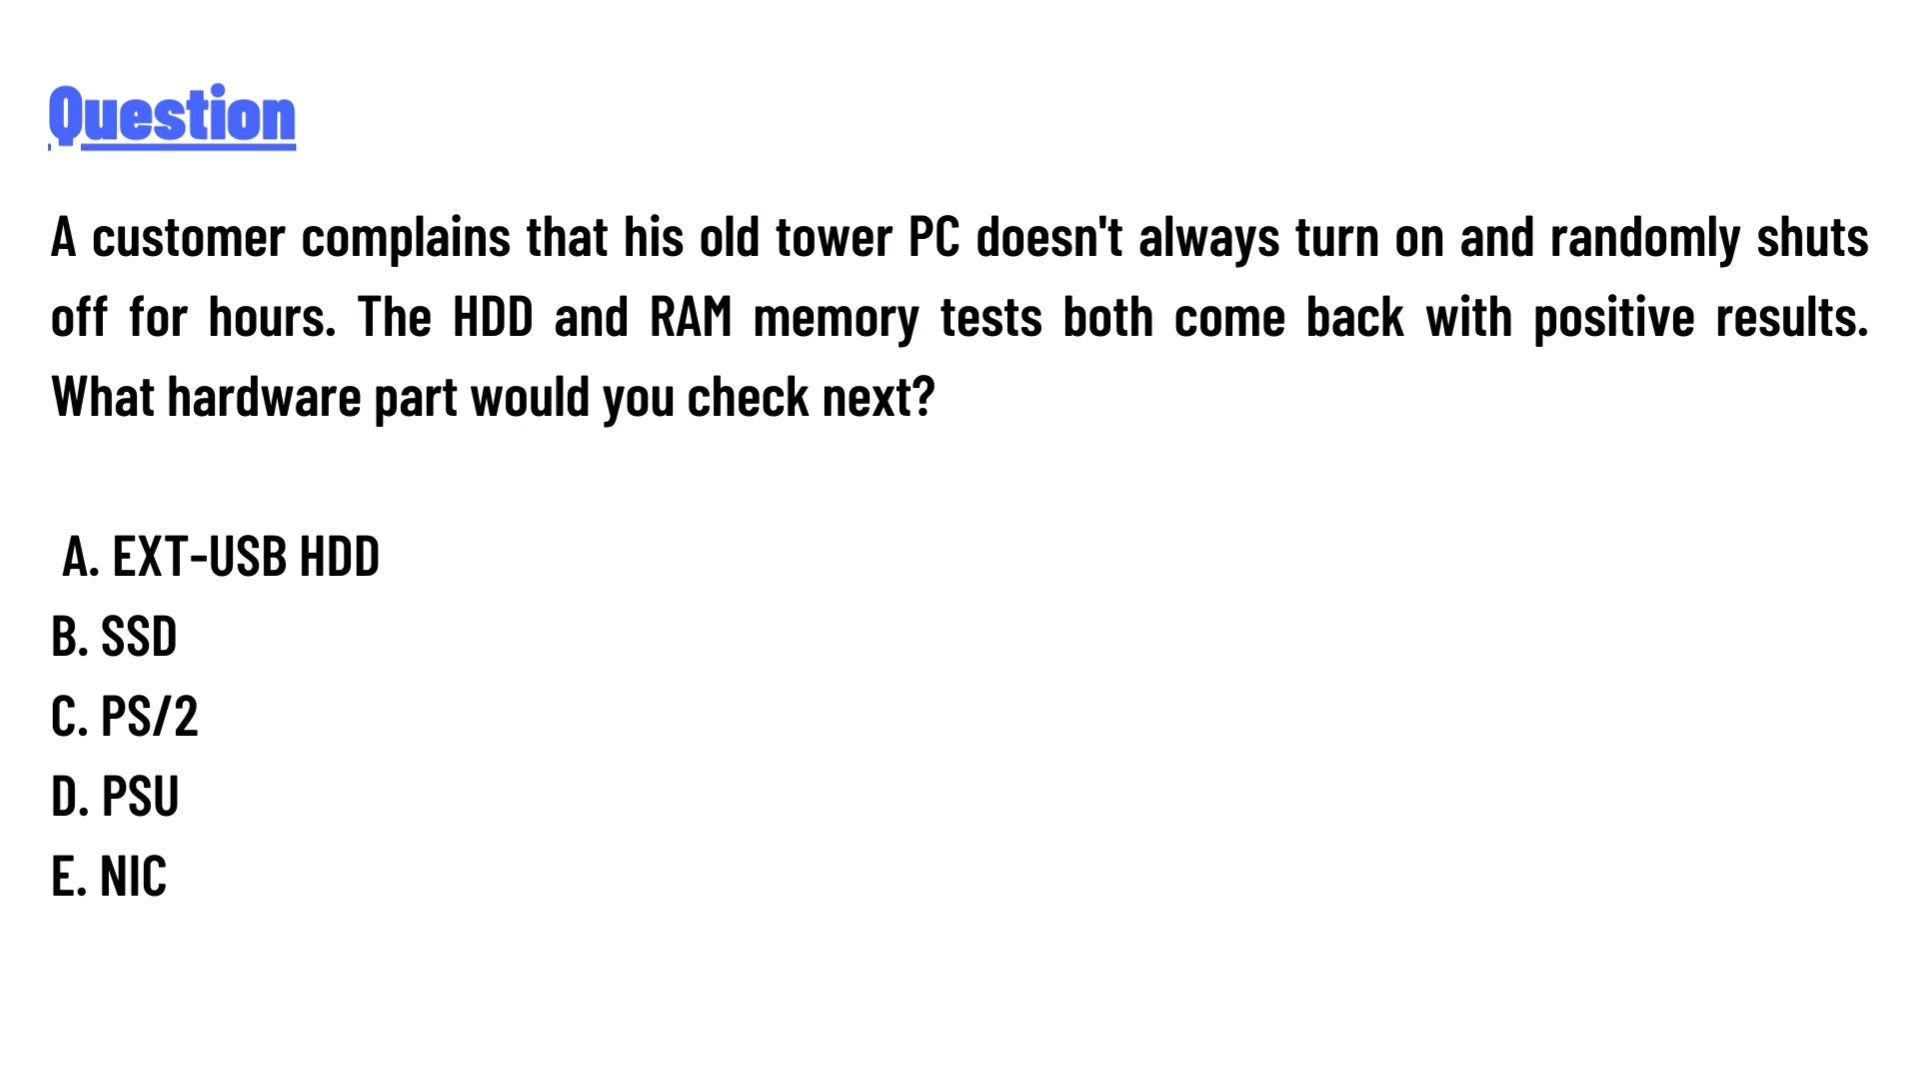 Question
A customer complains that his old tower PC doesn't always turn on and randomly shuts
off for hours. The HDD and RAM memory tests both come back with positive results.
What hardware part would you check next?
A. EXT-USB HDD
B. SSD
C. PS/2
D. PSU
E. NIC